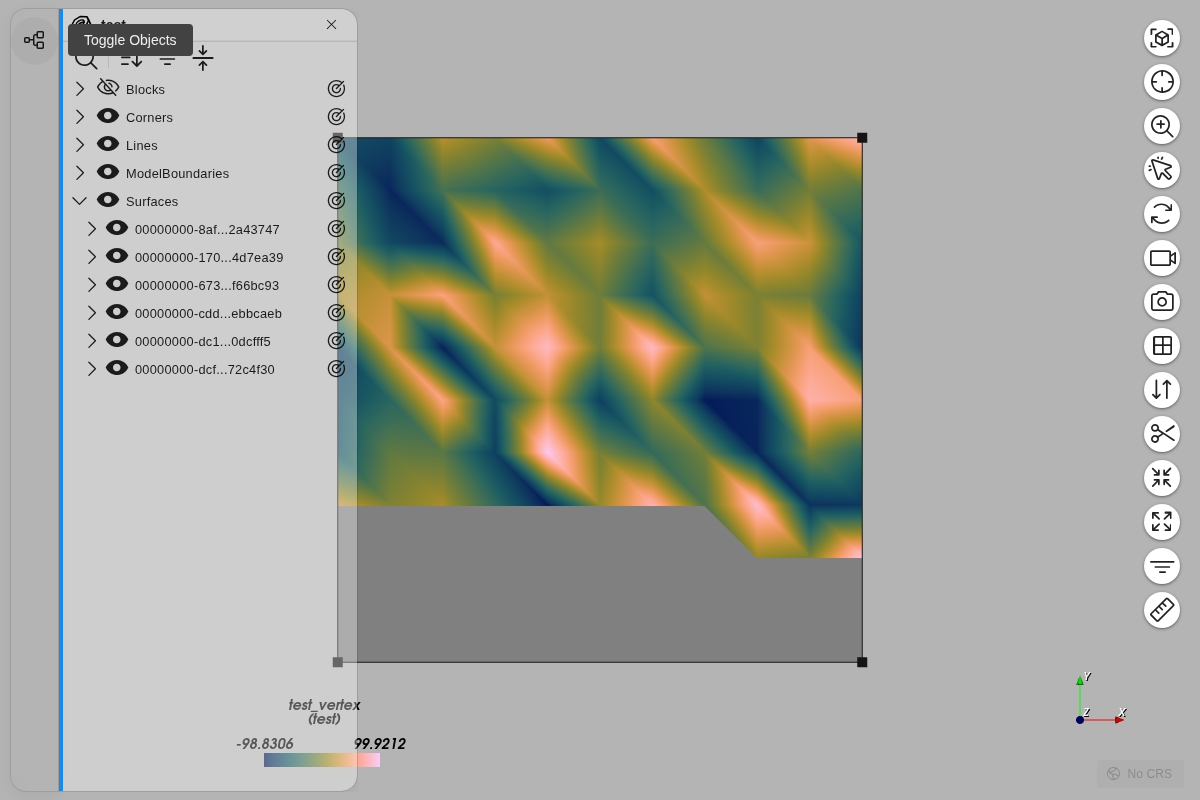 test
Toggle Objects
Blocks
Corners
Lines
ModelBoundaries
Surfaces
00000000-8af...2a43747
00000000-170...4d7ea39
00000000-673...f66bc93
00000000-cdd...ebbcaeb
00000000-dc1...0dcfff5
00000000-dcf...72c4f30
test_vertex
(test)
-98.8306 99.9212
Y
Z X
No CRS